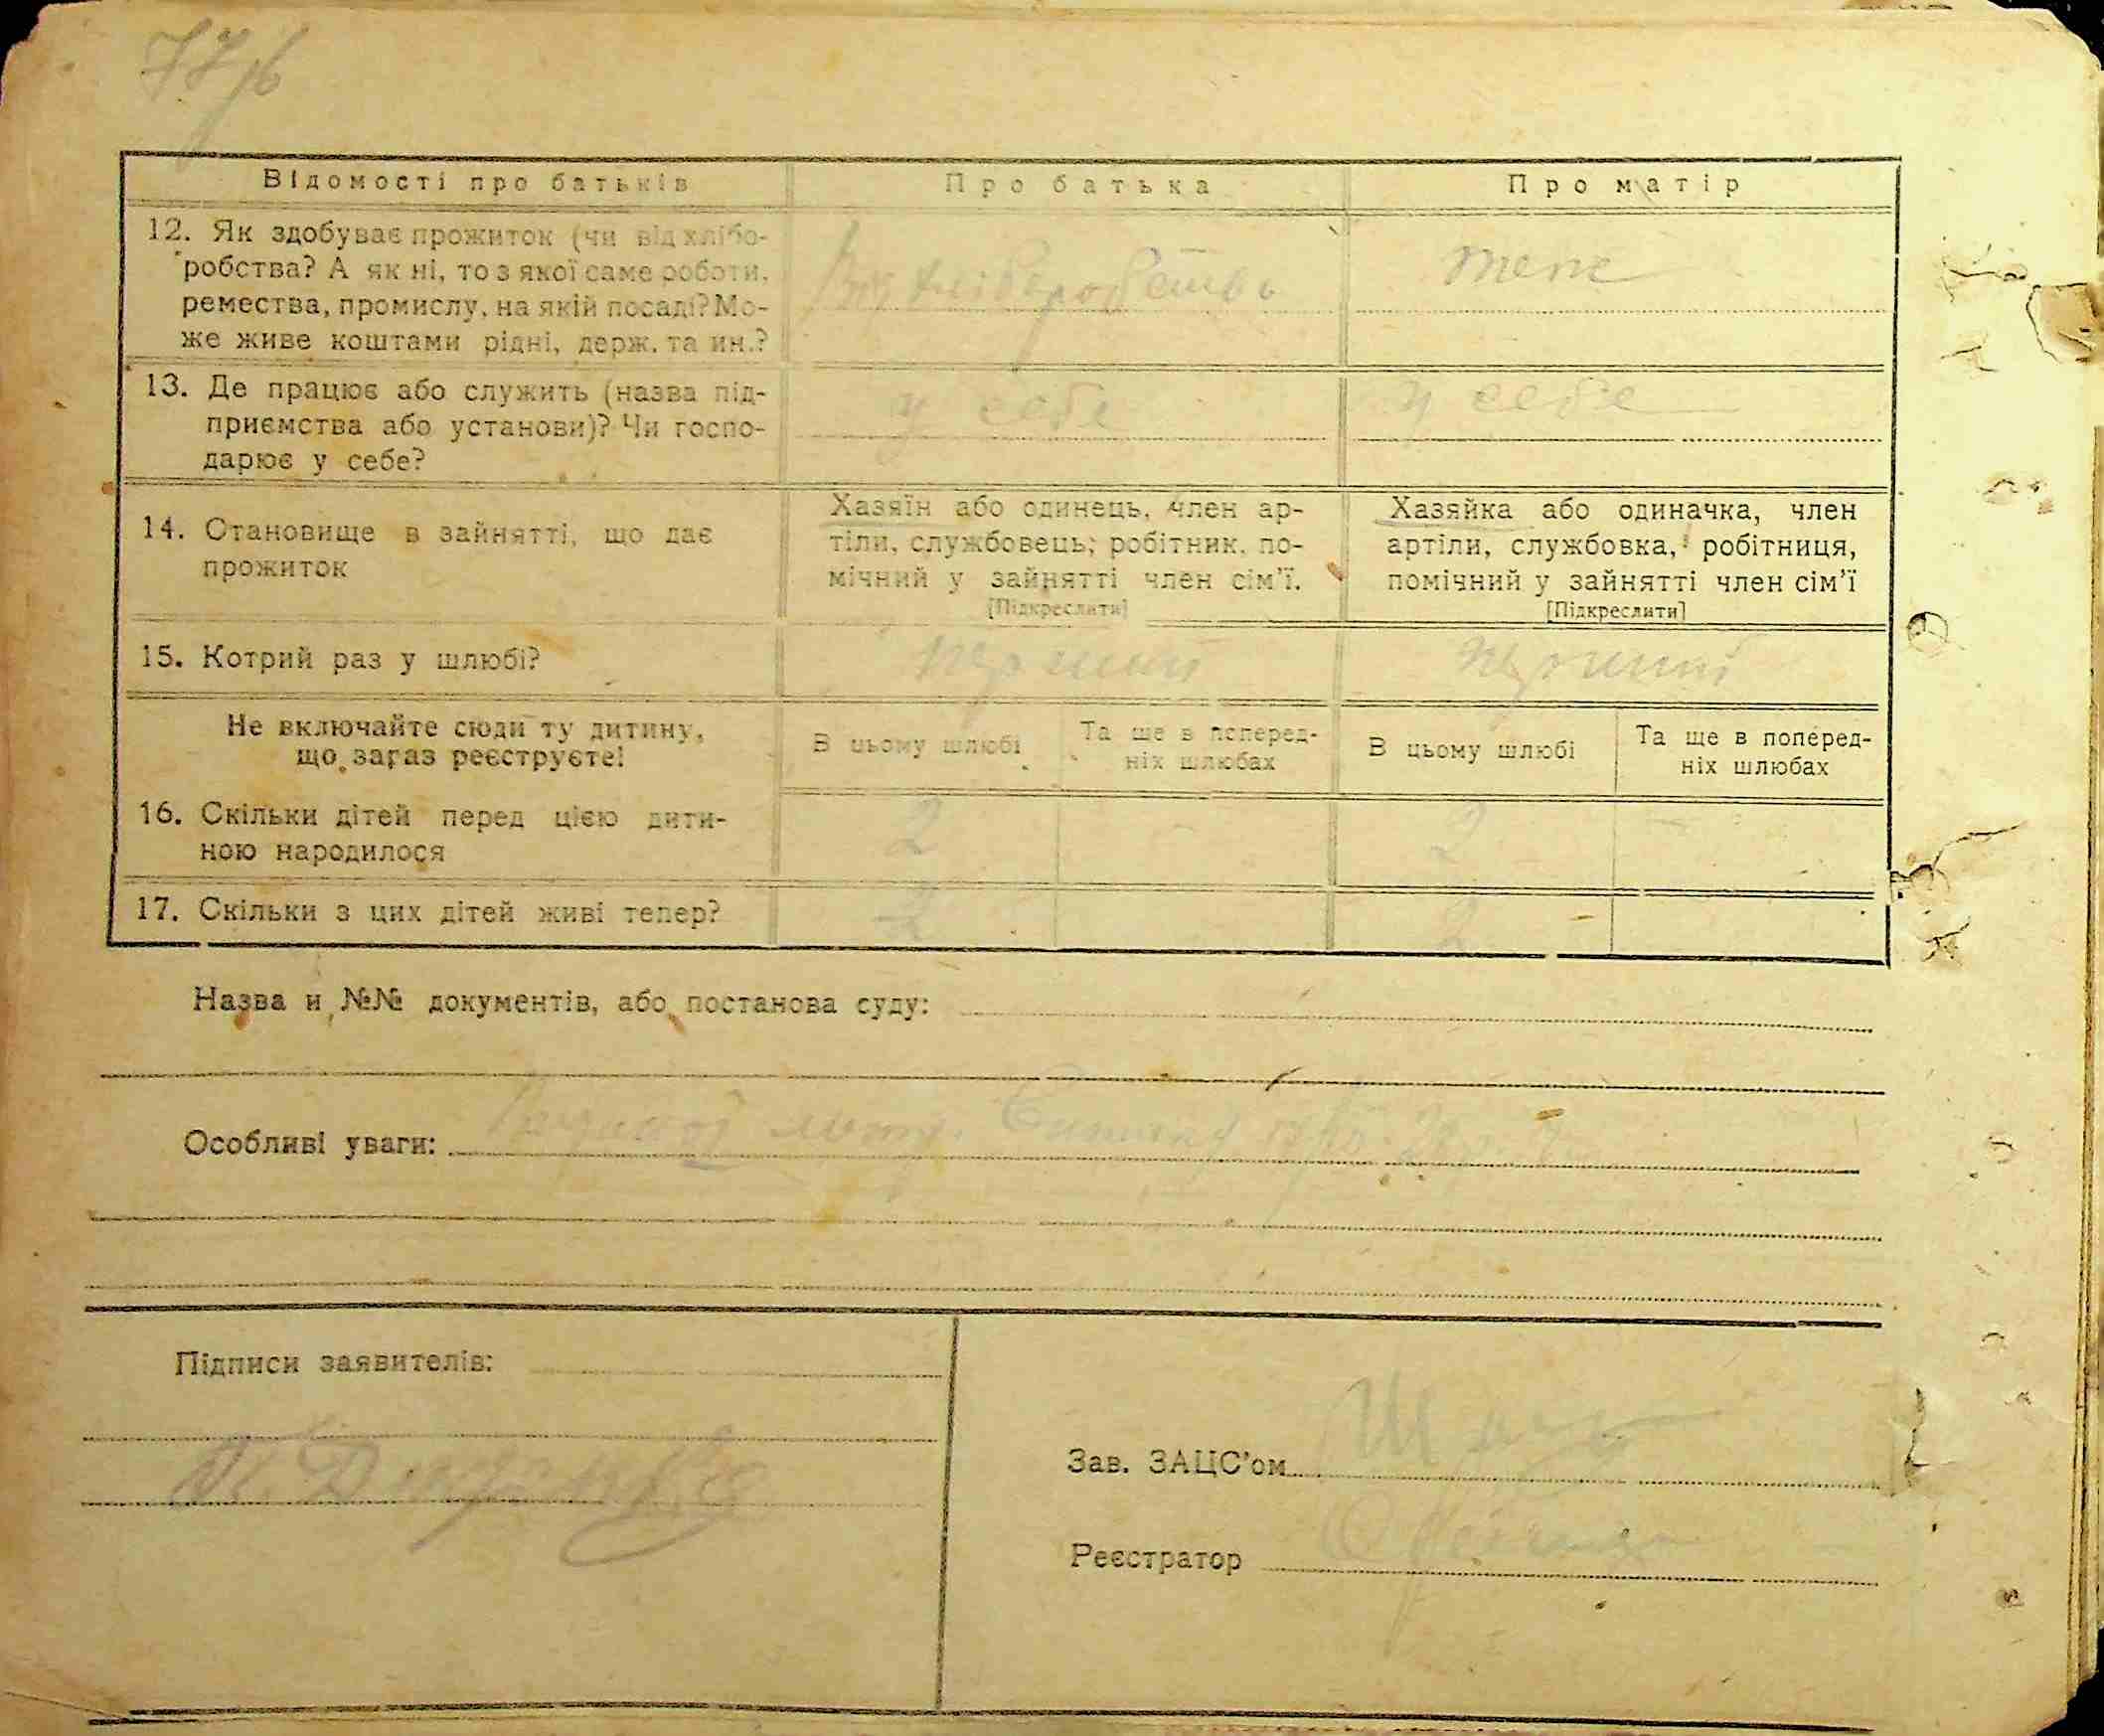 Відомості про батьків
Про батька
Про матір
12. Як здобуває прожиток (чи від хлібо-
робства? А як ні, то з якої саме роботи,
ремества, промислу, на якій посаді? Мо-
же живе коштами рідні, держ. та ин.?
теж
13. Де працює або служить (назва під-
приємства або установи)? Чи госпо-
дарює у себе?
у себе
у себе
14. Становище в зайнятті, що дає
прожиток
Хазяїн або одинець, член ар-
тіли, службовець; робітник, по-
мічний у зайнятті член сім'ї.
[Підкреслити]
Хазяйка або одиначка, член
артіли, службовка, робітниця,
помічний у зайнятті член сім'ї
[Підкреслити]
15. Котрий раз у шлюбі?
Не включайте сюди ту дитину,
що зараз реєструєте!
В цьому шлюбі
Та ще в поперед-
ніх шлюбах
В цьому шлюбі
Та ще в поперед-
ніх шлюбах
16. Скільки дітей перед цією дити-
ною народилося
2
-
2
-
17. Скільки з цих дітей живі тепер?
2
2
Назва и №№ документів, або постанова суду:
Особливі уваги:
Підписи заявителів:
Зав. ЗАЦС'ом
Реєстратор